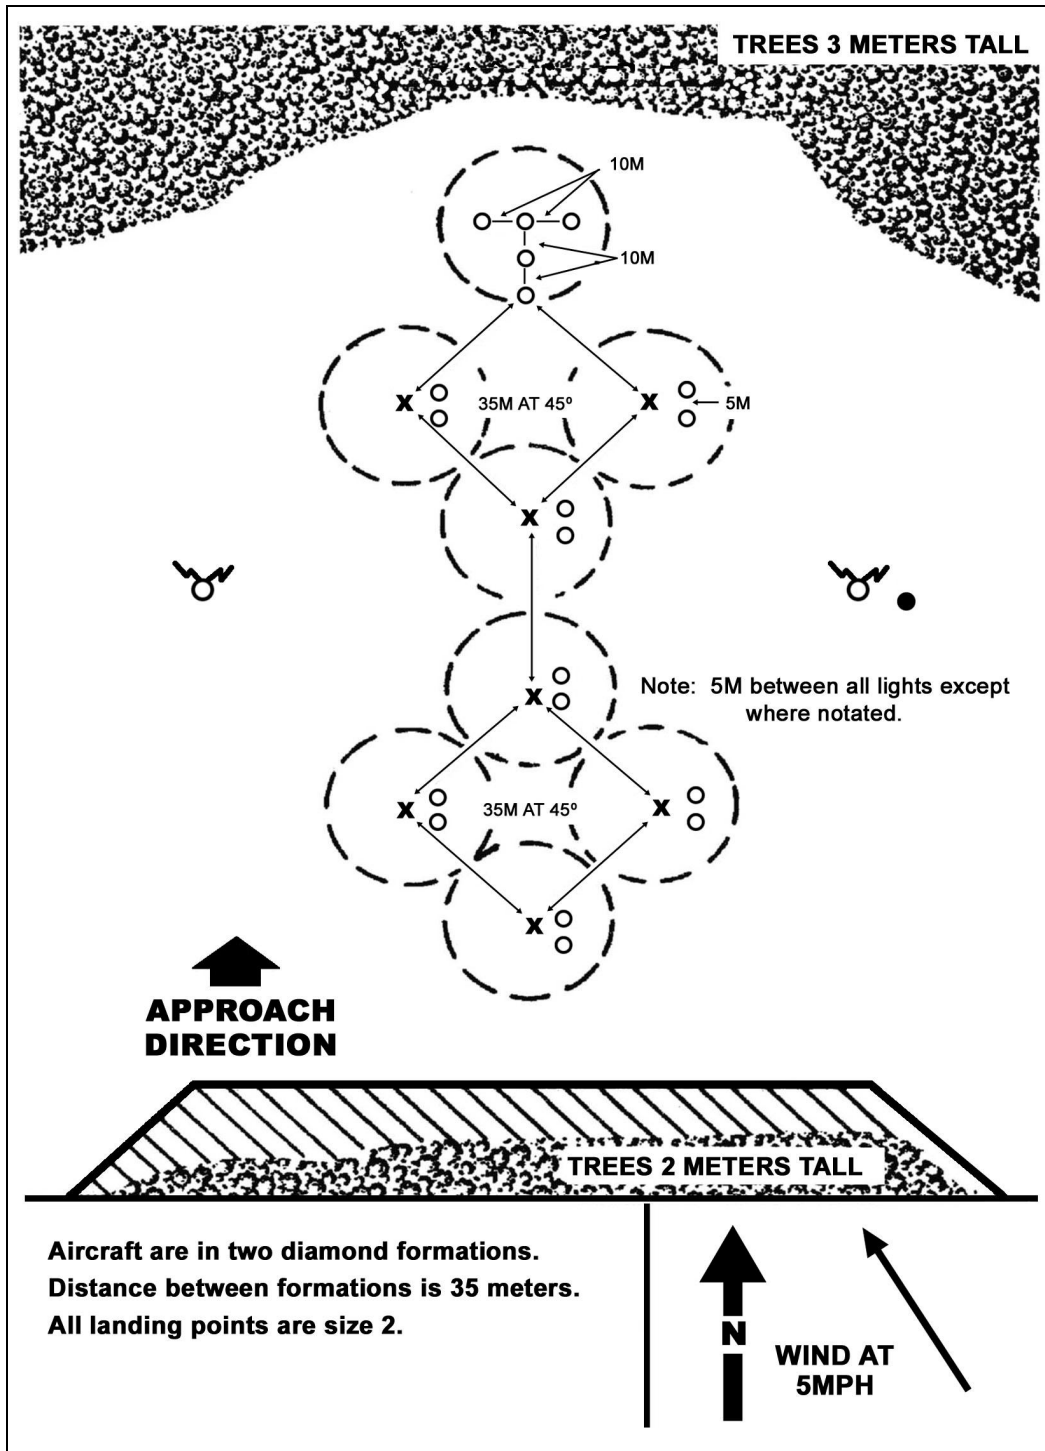 TREES 3 METERS TALL
10M
10M
X
35M AT 45º
X
5M
X
Note: 5M between all lights except
where notated.
X
X
35M AT 45º
X
X
APPROACH
DIRECTION
TREES 2 METERS TALL
Aircraft are in two diamond formations.
Distance between formations is 35 meters.
All landing points are size 2.
N
WIND AT
5MPH